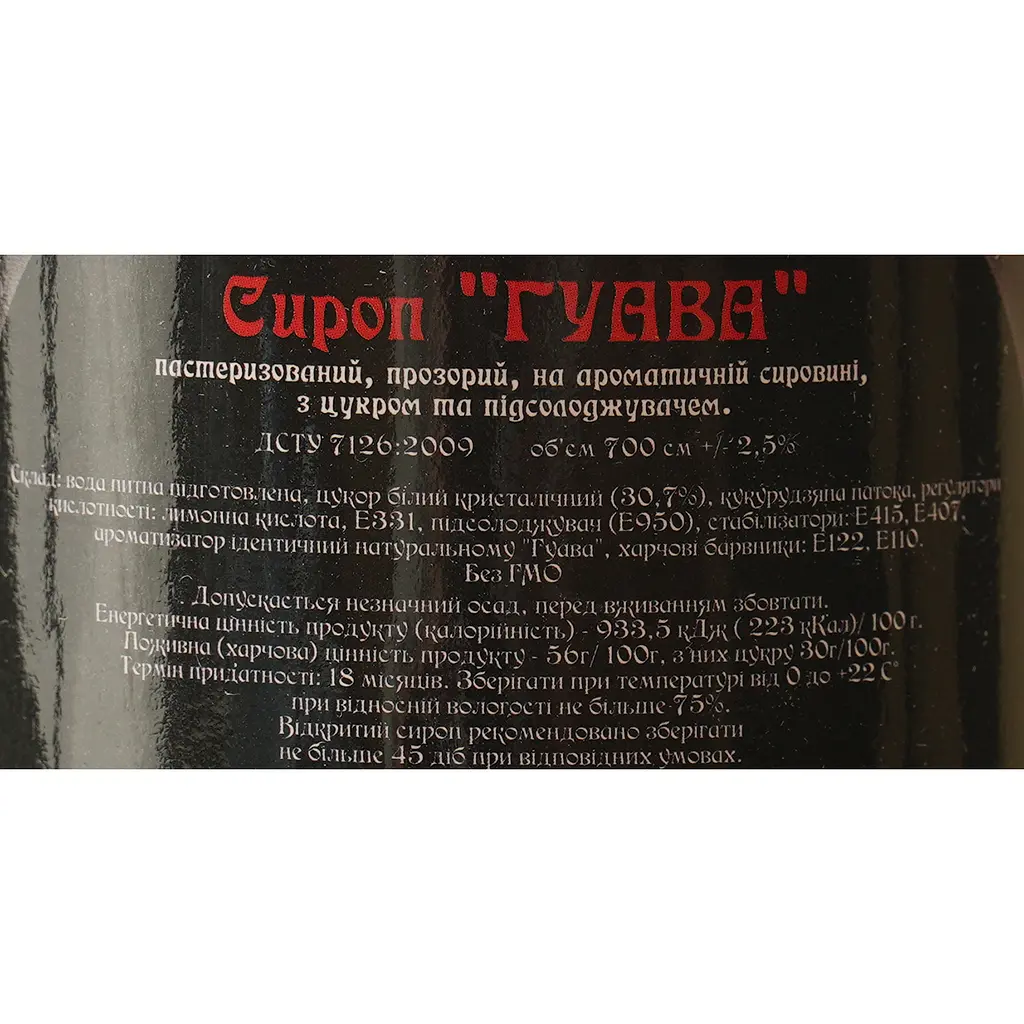 Сироп "ГУАВА"
пастеризований, прозорий, на ароматичній сировині,
з цукром та підсолоджувачем.
ДСТУ 7126:2009 об'єм 700 см +/- 2,5%
Склад: вода питна підготовлена, цукор білий кристалічний (30,7%), кукурудзяна патока, регулятори
кислотності: лимонна кислота, Е331, підсолоджувач (Е950), стабілізатори: Е415, Е407,
ароматизатор ідентичний натуральному "Гуава", харчові барвники: Е122, Е110.
Без ГМО
Допускається незначний осад, перед вживанням збовтати.
Енергетична цінність продукту (калорійність) - 933,5 кДж ( 223 кКал)/ 100 г.
Поживна (харчова) цінність продукту - 56г/ 100г, з них цукру 30г/100г.
Термін придатності: 18 місяців. Зберігати при температурі від 0 до +22 С°
при відносній вологості не більше 75%.
Відкритий сироп рекомендовано зберігати
не більше 45 діб при відповідних умовах.